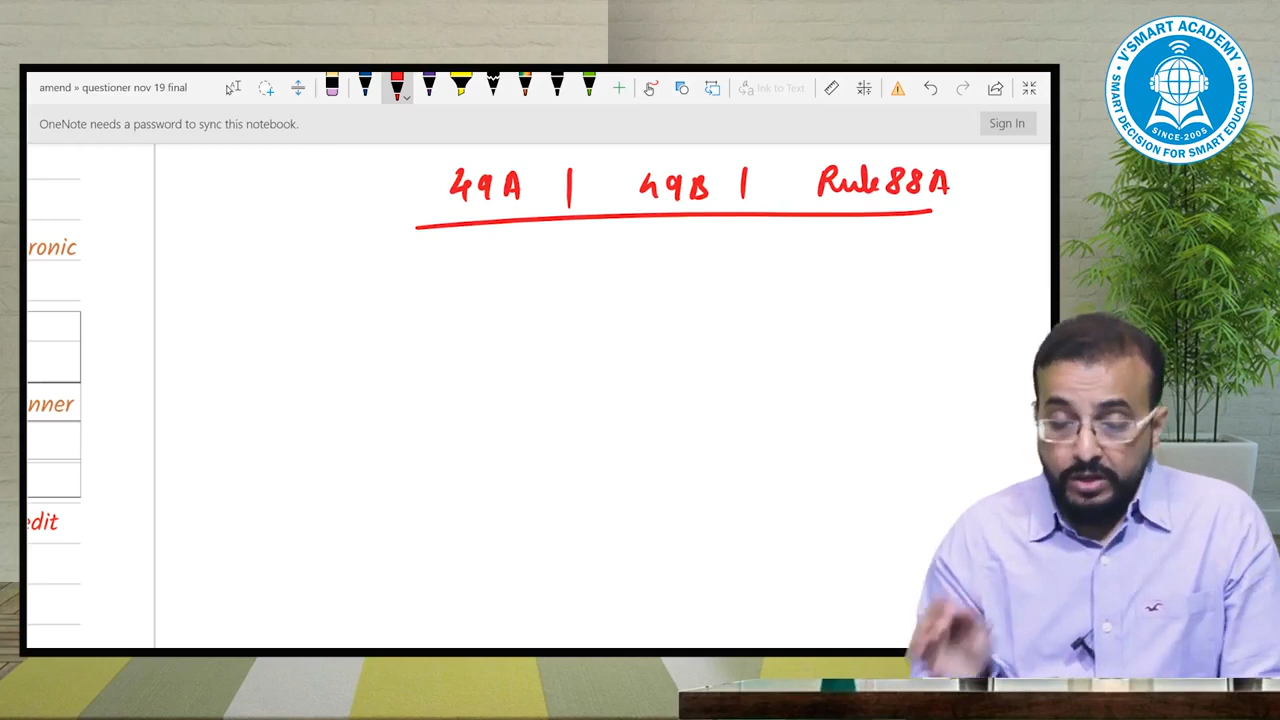 V'SMART ACADEMY
SMART DECISION FOR SMART EDUCATION
SINCE-2005
amend » questioner nov 19 final
Ink to Text
OneNote needs a password to sync this notebook.
Sign In
49A | 49B | Rule 88A
ronic
nner
edit